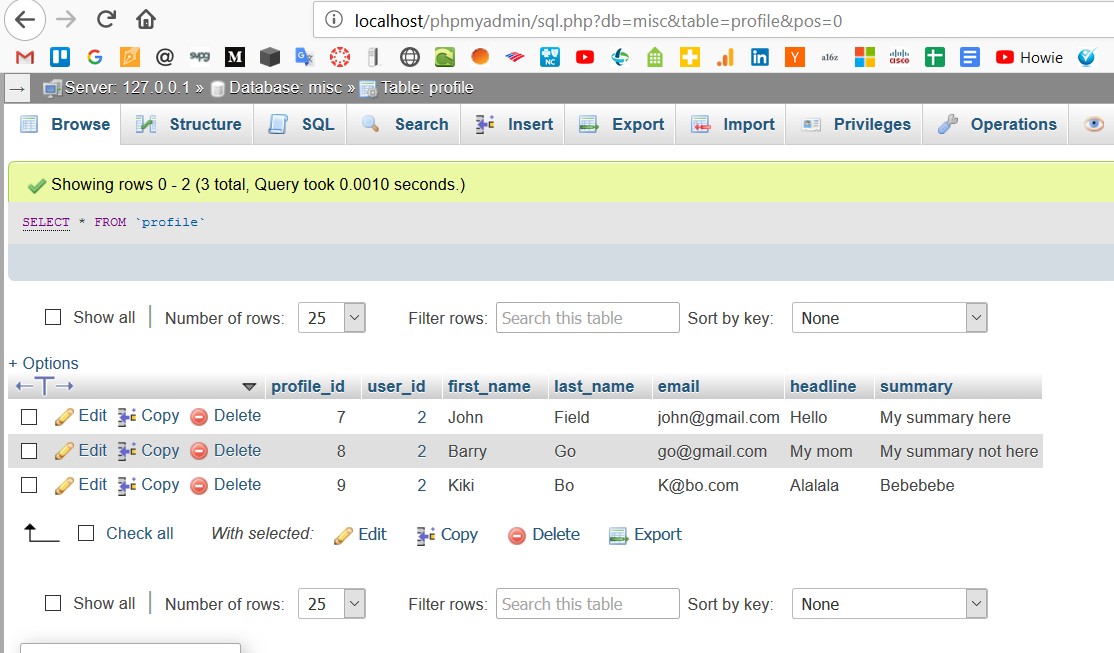 localhost/phpmyadmin/sql.php?db=misc&table=profile&pos=0
M G @ svpg M NC Y a16z in cisco Howie
Server: 127.0.0.1 » Database: misc » Table: profile
Browse Structure SQL Search Insert Export Import Privileges Operations
Showing rows 0 - 2 (3 total, Query took 0.0010 seconds.)
SELECT * FROM `profile`
Show all Number of rows: 25 Filter rows: Search this table Sort by key: None
+ Options
←T→ profile_id user_id first_name last_name email headline summary
Edit Copy Delete 7 2 John Field john@gmail.com Hello My summary here
Edit Copy Delete 8 2 Barry Go go@gmail.com My mom My summary not here
Edit Copy Delete 9 2 Kiki Bo K@bo.com Alalala Bebebebe
Check all With selected: Edit Copy Delete Export
Show all Number of rows: 25 Filter rows: Search this table Sort by key: None